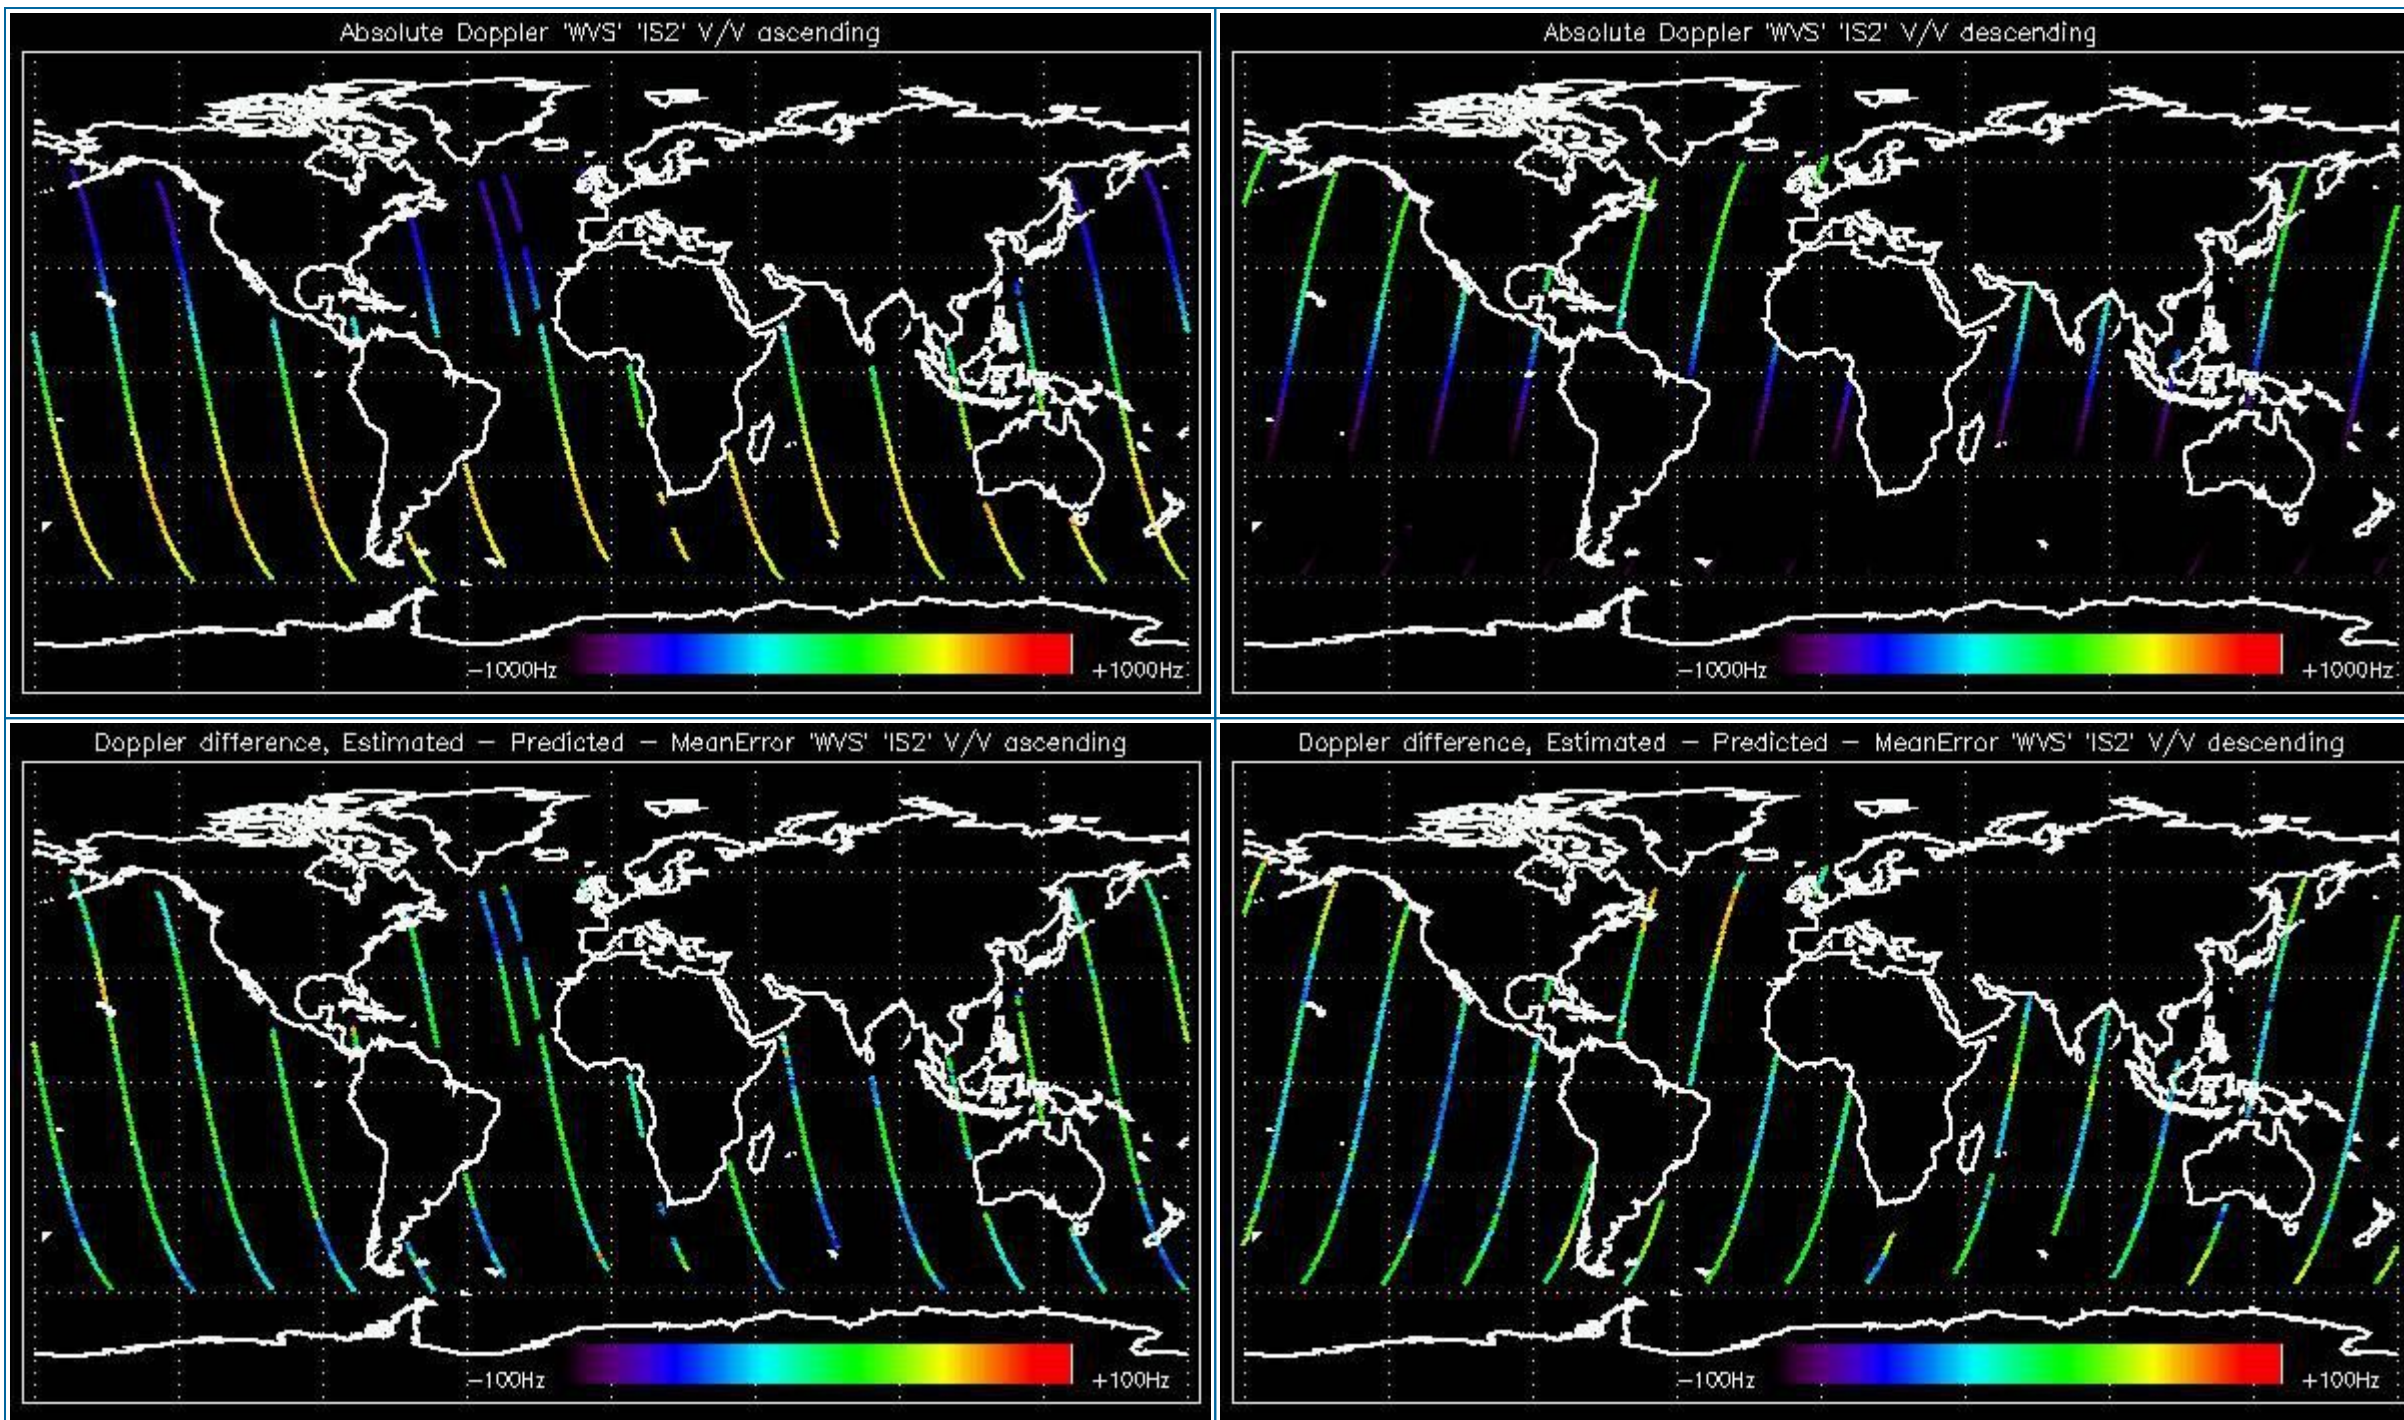 Absolute Doppler 'WVS' 'IS2' V/V ascending
-1000Hz
+1000Hz
Absolute Doppler 'WVS' 'IS2' V/V descending
-1000Hz
+1000Hz
Doppler difference, Estimated - Predicted - MeanError 'WVS' 'IS2' V/V ascending
-100Hz
+100Hz
Doppler difference, Estimated - Predicted - MeanError 'WVS' 'IS2' V/V descending
-100Hz
+100Hz